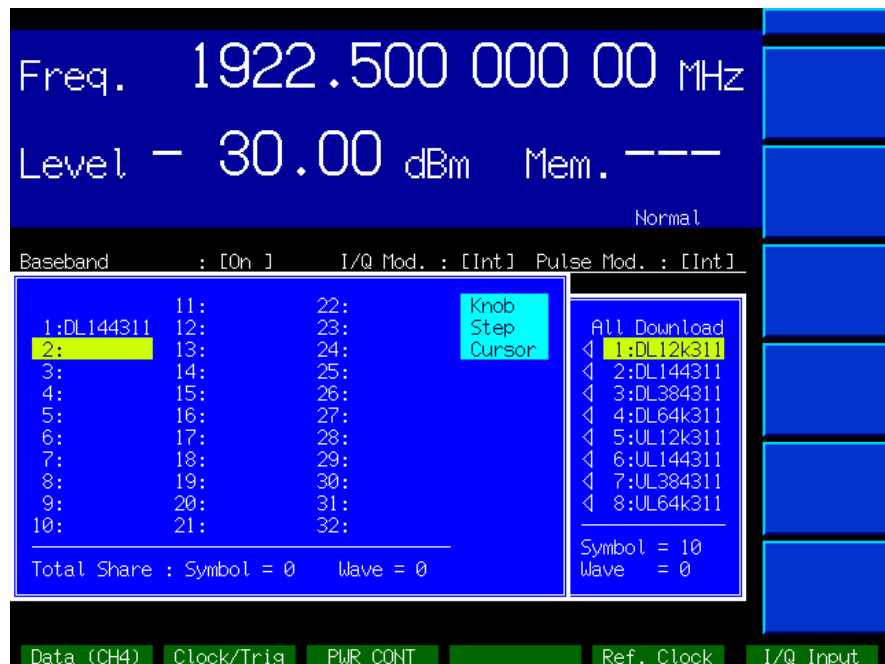 Freq. 1922.500 000 00 MHz
Level - 30.00 dBm Mem.---
Normal
Baseband : [On ] I/Q Mod. : [Int] Pulse Mod. : [Int]
11: 22: Knob
1:DL144311 12: 23: Step All Download
2: 13: 24: Cursor 1:DL12k311
3: 14: 25: 2:DL144311
4: 15: 26: 3:DL384311
5: 16: 27: 4:DL64k311
6: 17: 28: 5:UL12k311
7: 18: 29: 6:UL144311
8: 19: 30: 7:UL384311
9: 20: 31: 8:UL64k311
10: 21: 32:
Symbol = 10
Total Share : Symbol = 0 Wave = 0 Wave = 0
Data (CH4) Clock/Trig PWR CONT Ref. Clock I/Q Input